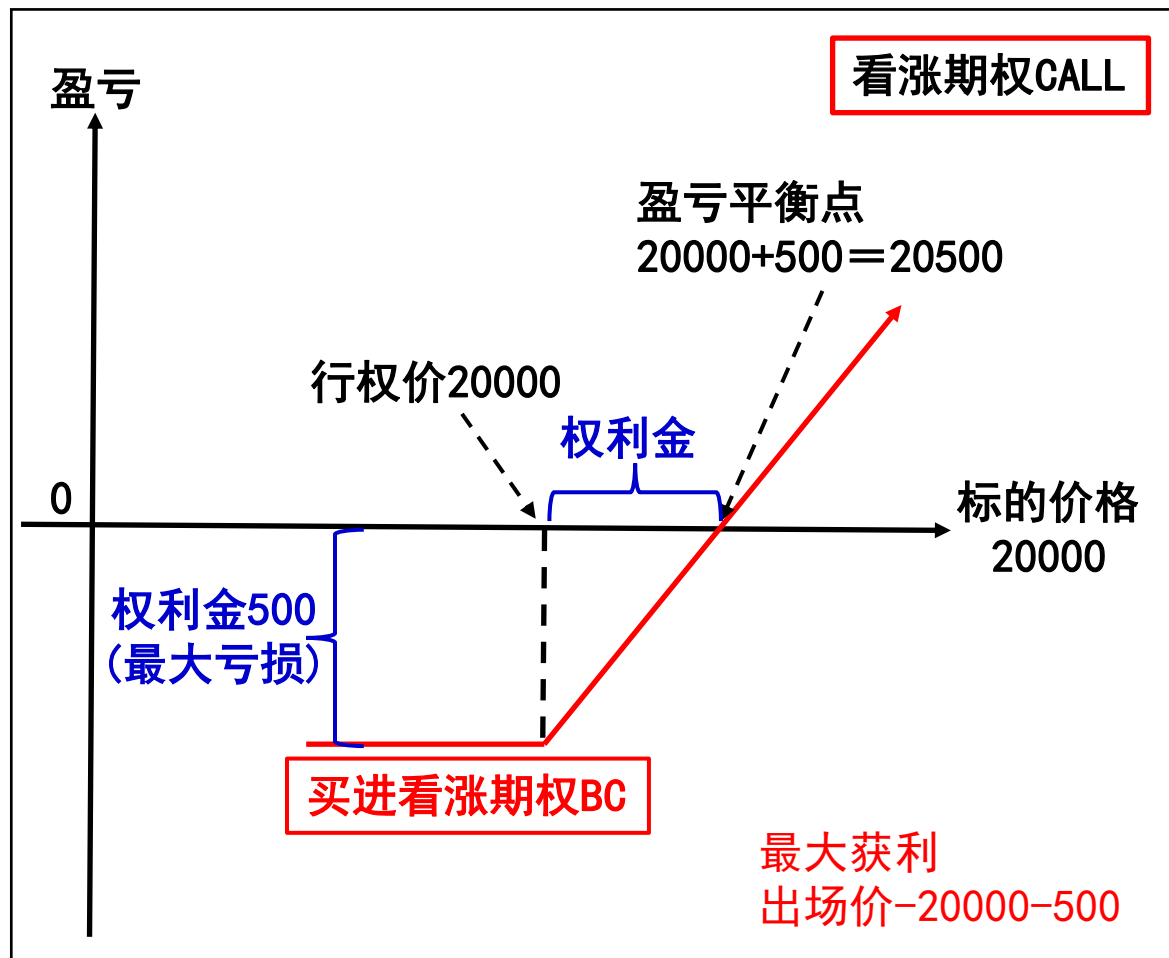 看涨期权CALL
盈亏
盈亏平衡点
20000+500=20500
行权价20000
权利金
0
标的价格
20000
权利金500
(最大亏损)
买进看涨期权BC
最大获利
出场价-20000-500